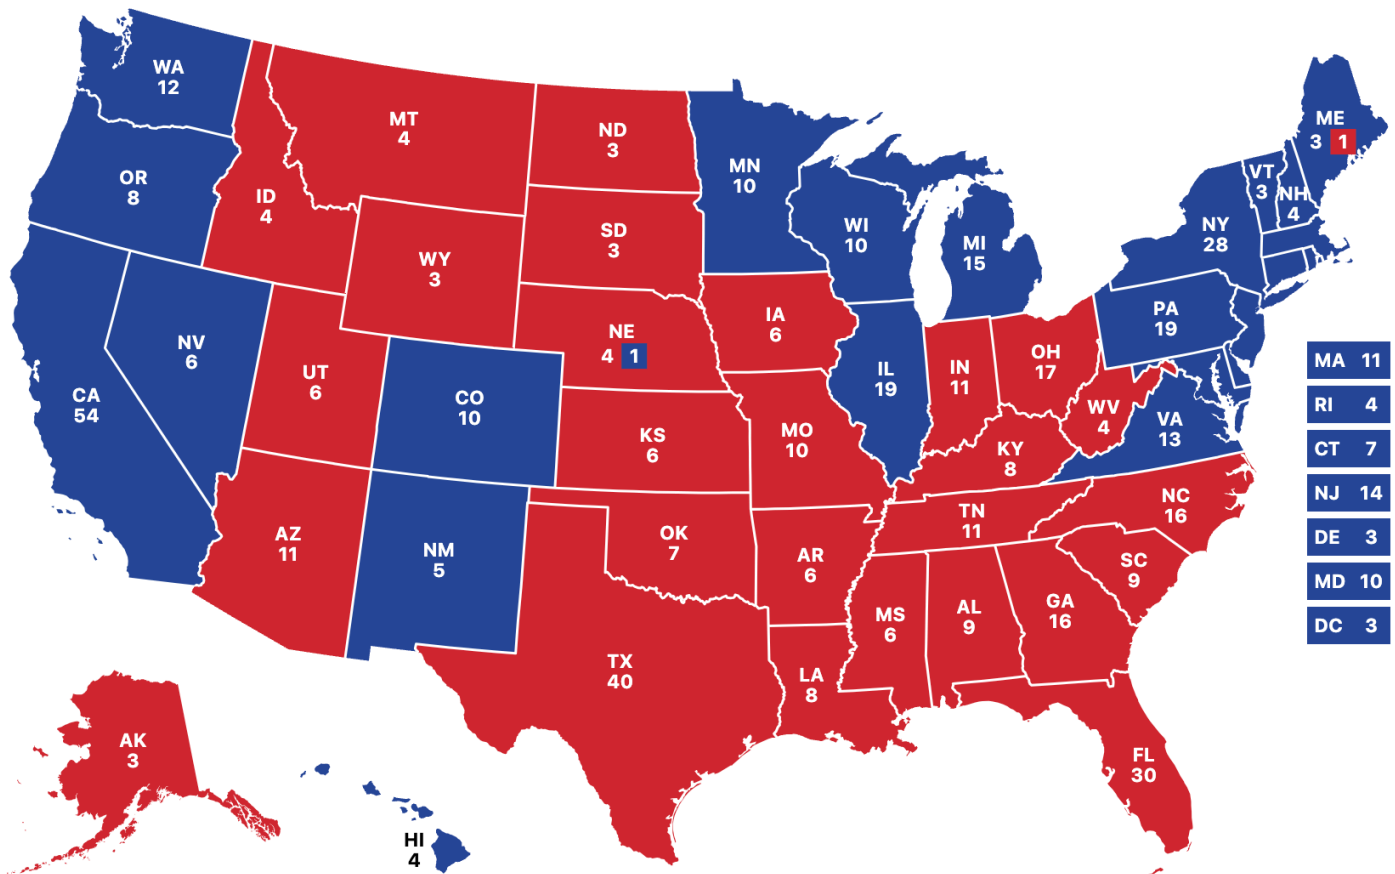 WA
12
OR
8
CA
54
NV
6
ID
4
MT
4
WY
3
UT
6
AZ
11
CO
10
NM
5
ND
3
SD
3
NE
4 1
KS
6
OK
7
TX
40
MN
10
IA
6
MO
10
AR
6
LA
8
WI
10
IL
19
MI
15
IN
11
OH
17
KY
8
TN
11
MS
6
AL
9
GA
16
FL
30
SC
9
NC
16
VA
13
WV
4
PA
19
NY
28
VT
3
NH
4
ME
3 1
MA 11
RI 4
CT 7
NJ 14
DE 3
MD 10
DC 3
AK
3
HI
4